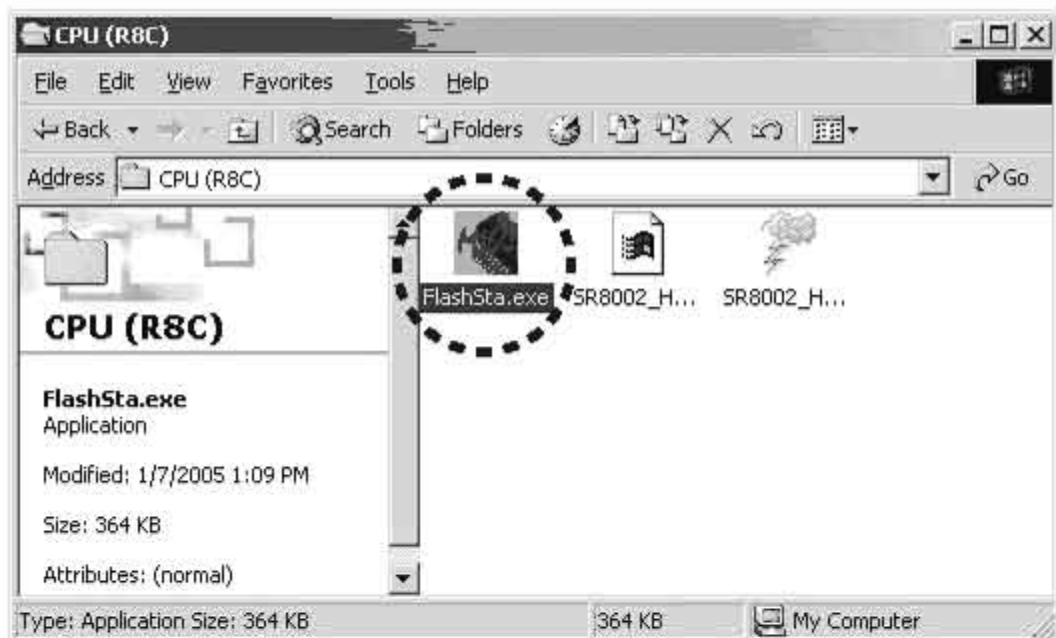 CPU (R8C)
File Edit View Favorites Tools Help
Back Search Folders
Address CPU (R8C) Go
FlashSta.exe SR8002_H... SR8002_H...
CPU (R8C)
FlashSta.exe
Application
Modified: 1/7/2005 1:09 PM
Size: 364 KB
Attributes: (normal)
Type: Application Size: 364 KB 364 KB My Computer